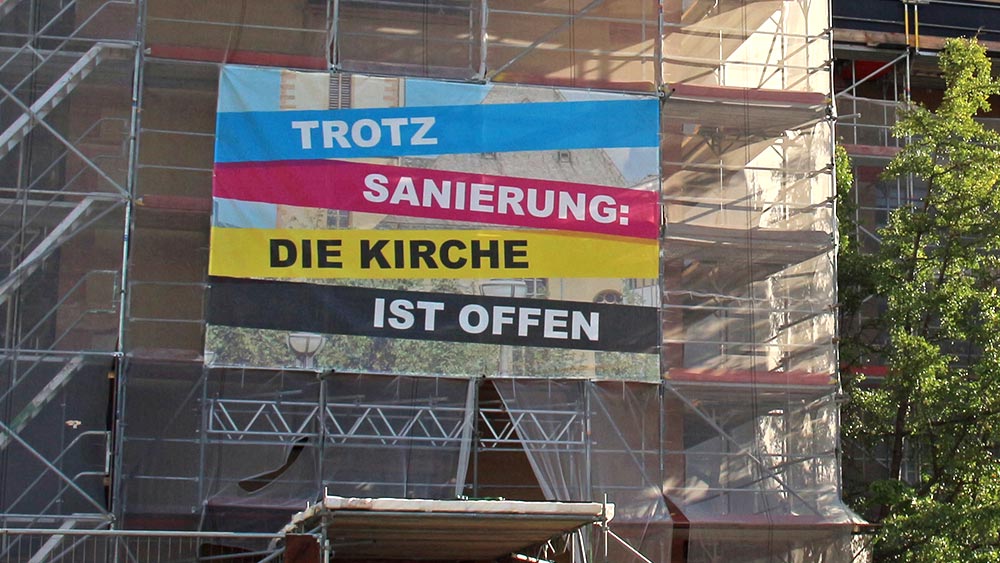 TROTZ
SANIERUNG:
DIE KIRCHE
IST OFFEN